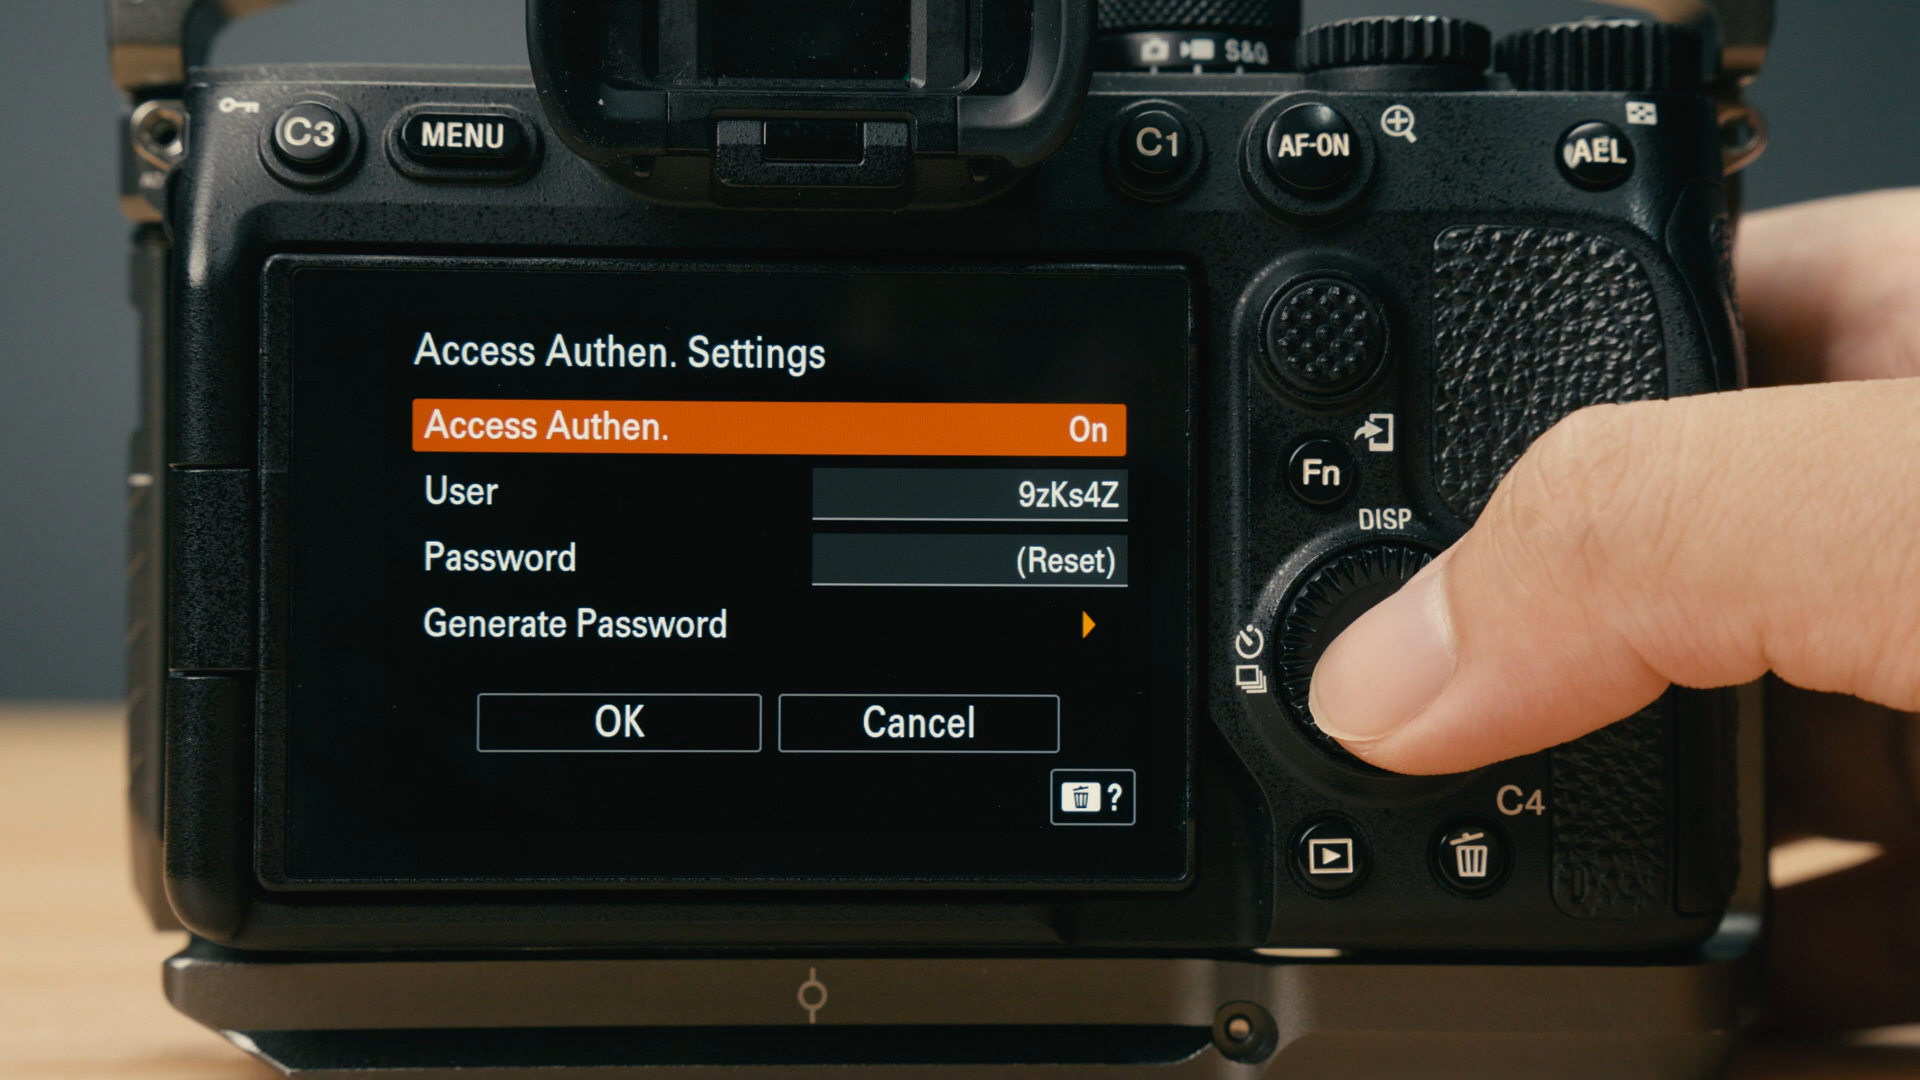 S&Q
C3
MENU
C1
AF-ON
AEL
Access Authen. Settings
Access Authen. On
User 9zKs4Z
Password (Reset)
Generate Password
OK Cancel
?
Fn
DISP
C4